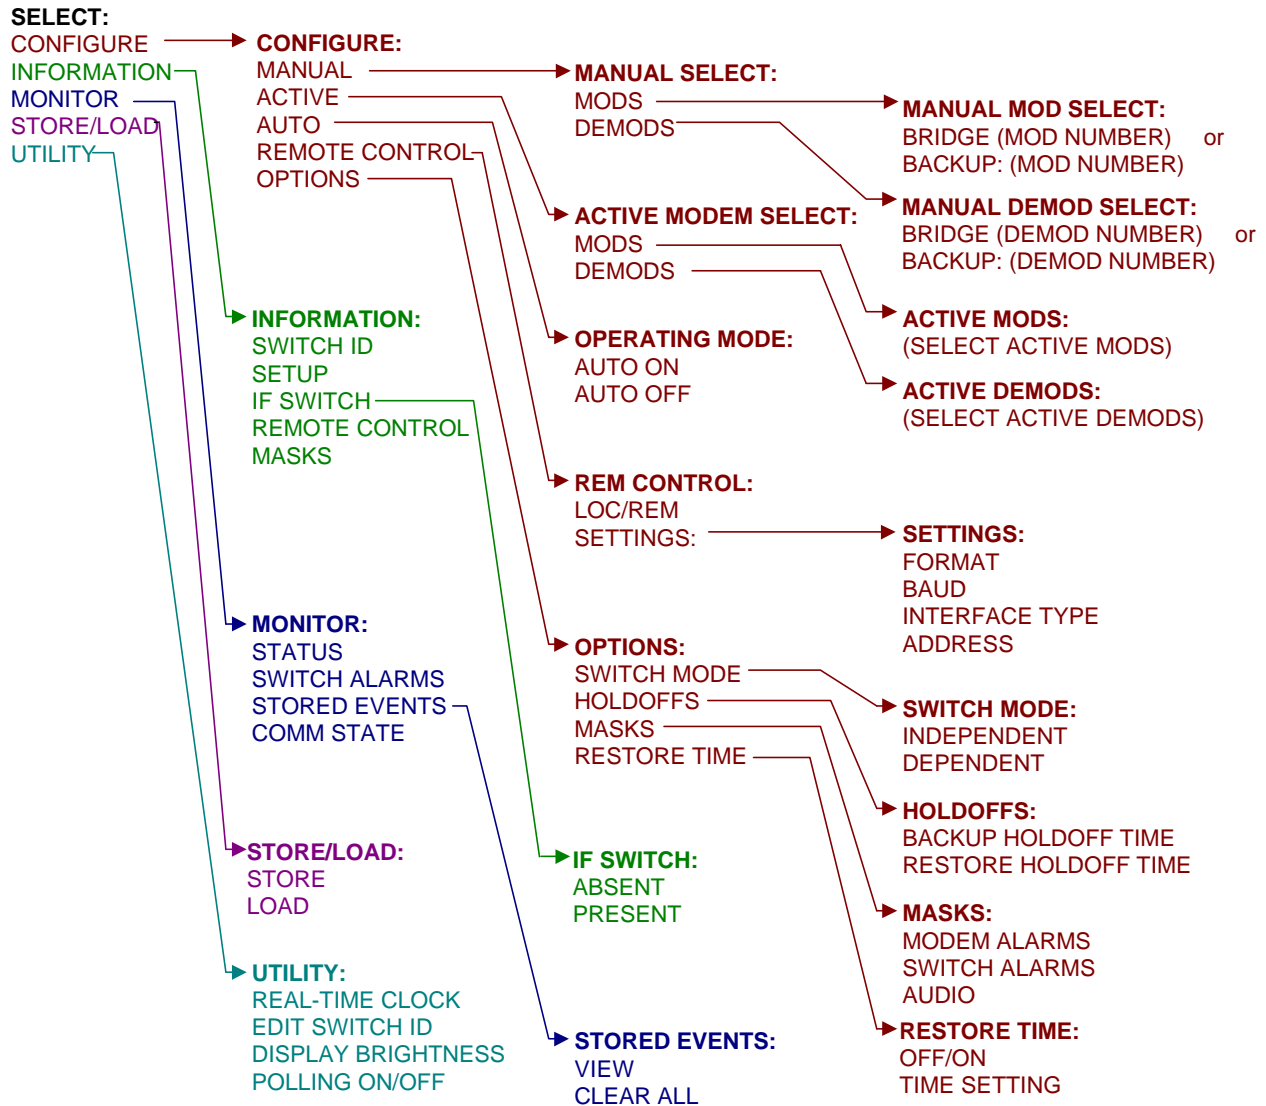 SELECT:
CONFIGURE
INFORMATION
MONITOR
STORE/LOAD
UTILITY
CONFIGURE:
MANUAL
ACTIVE
AUTO
REMOTE CONTROL
OPTIONS
MANUAL SELECT:
MODS
DEMODS
MANUAL MOD SELECT:
BRIDGE (MOD NUMBER) or
BACKUP: (MOD NUMBER)
MANUAL DEMOD SELECT:
BRIDGE (DEMOD NUMBER) or
BACKUP: (DEMOD NUMBER)
ACTIVE MODEM SELECT:
MODS
DEMODS
ACTIVE MODS:
(SELECT ACTIVE MODS)
ACTIVE DEMODS:
(SELECT ACTIVE DEMODS)
INFORMATION:
SWITCH ID
SETUP
IF SWITCH
REMOTE CONTROL
MASKS
OPERATING MODE:
AUTO ON
AUTO OFF
REM CONTROL:
LOC/REM
SETTINGS:
SETTINGS:
FORMAT
BAUD
INTERFACE TYPE
ADDRESS
MONITOR:
STATUS
SWITCH ALARMS
STORED EVENTS
COMM STATE
OPTIONS:
SWITCH MODE
HOLDOFFS
MASKS
RESTORE TIME
SWITCH MODE:
INDEPENDENT
DEPENDENT
HOLDOFFS:
BACKUP HOLDOFF TIME
RESTORE HOLDOFF TIME
STORE/LOAD:
STORE
LOAD
IF SWITCH:
ABSENT
PRESENT
MASKS:
MODEM ALARMS
SWITCH ALARMS
AUDIO
UTILITY:
REAL-TIME CLOCK
EDIT SWITCH ID
DISPLAY BRIGHTNESS
POLLING ON/OFF
STORED EVENTS:
VIEW
CLEAR ALL
RESTORE TIME:
OFF/ON
TIME SETTING